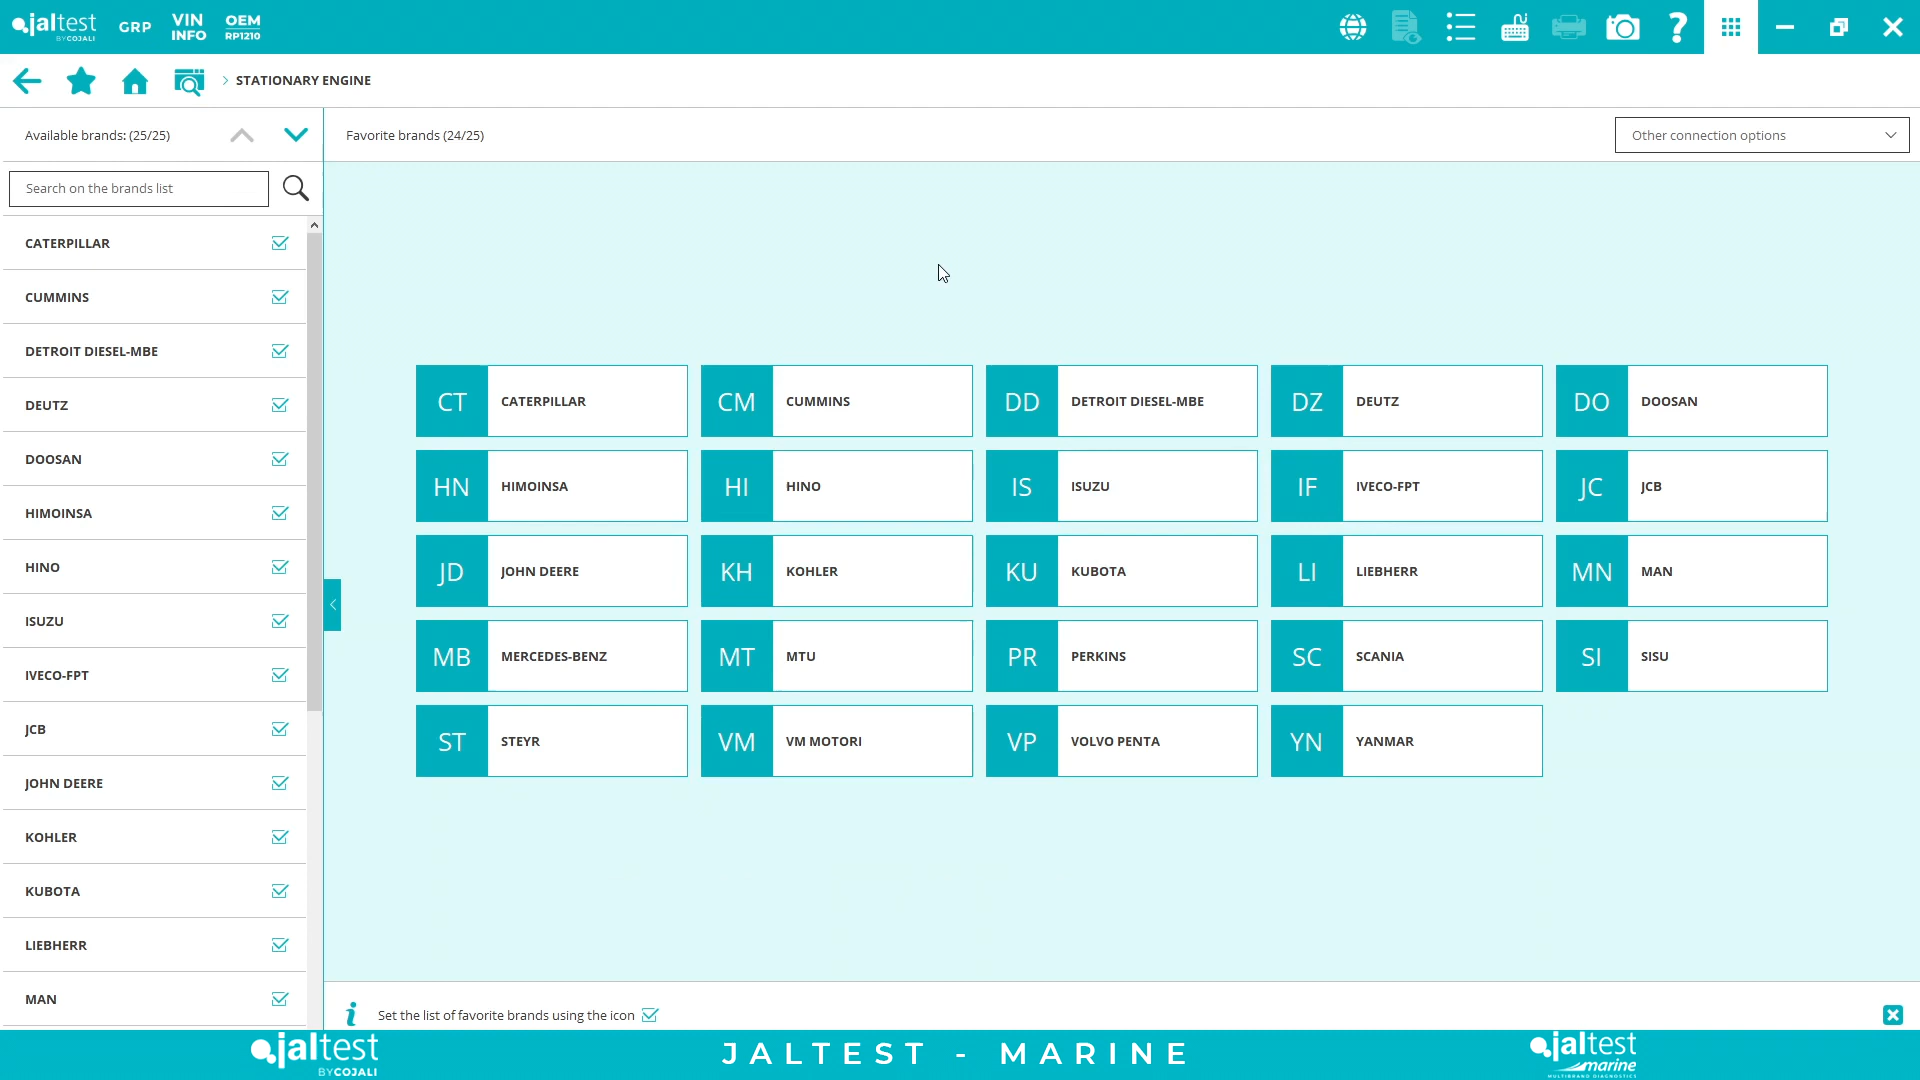 jaltest
BY COJALI
GRP
VIN INFO
OEM RP1210
STATIONARY ENGINE
Available brands: (25/25)
Favorite brands (24/25)
Other connection options
Search on the brands list
CATERPILLAR
CUMMINS
DETROIT DIESEL-MBE
DEUTZ
DOOSAN
HIMOINSA
HINO
ISUZU
IVECO-FPT
JCB
JOHN DEERE
KOHLER
KUBOTA
LIEBHERR
MAN
CT CATERPILLAR
CM CUMMINS
DD DETROIT DIESEL-MBE
DZ DEUTZ
DO DOOSAN
HN HIMOINSA
HI HINO
IS ISUZU
IF IVECO-FPT
JC JCB
JD JOHN DEERE
KH KOHLER
KU KUBOTA
LI LIEBHERR
MN MAN
MB MERCEDES-BENZ
MT MTU
PR PERKINS
SC SCANIA
SI SISU
ST STEYR
VM VM MOTORI
VP VOLVO PENTA
YN YANMAR
Set the list of favorite brands using the icon
jaltest
BY COJALI
JALTEST - MARINE
jaltest
marine
MULTIBRAND DIAGNOSTICS